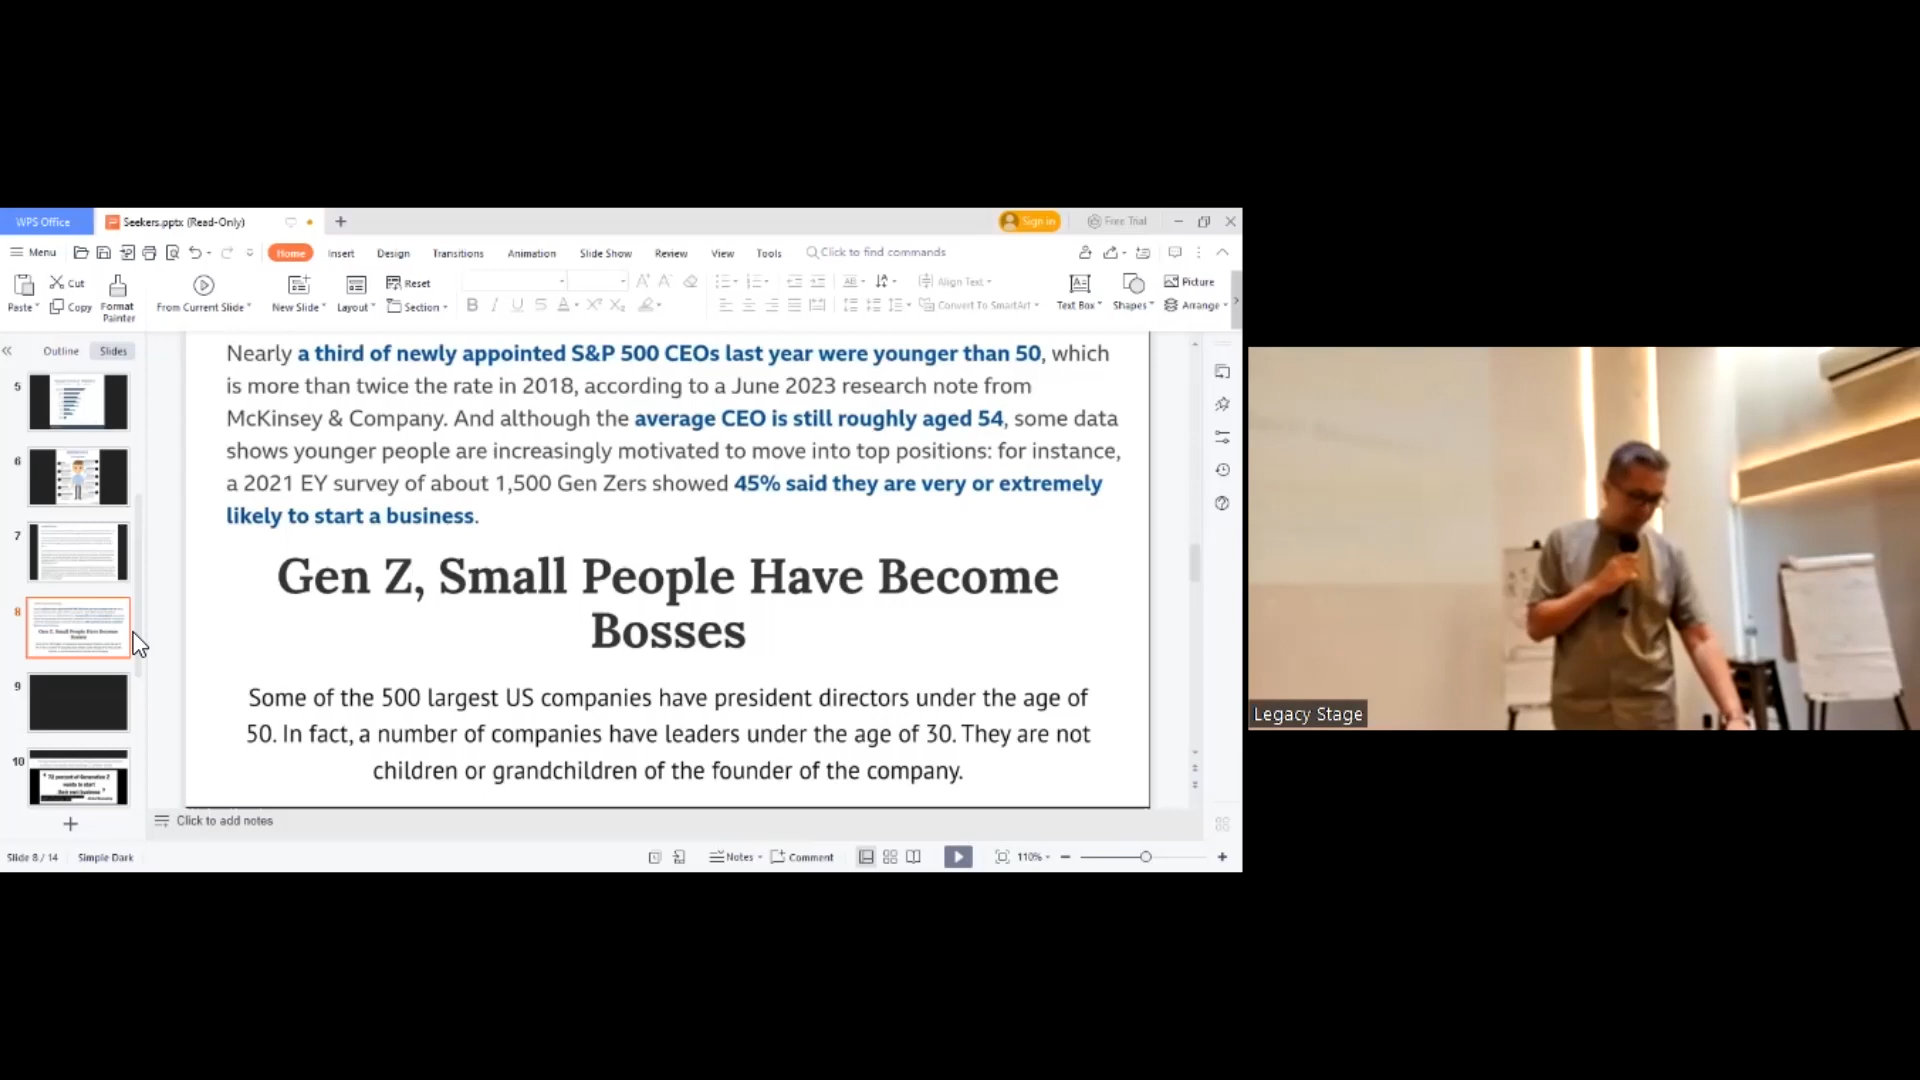 WPS Office
Seekers.pptx (Read-Only)
Sign in
Free Trial
Menu
Home
Insert
Design
Transitions
Animation
Slide Show
Review
View
Tools
Click to find commands
Paste
Cut
Copy
Format
Painter
From Current Slide
New Slide
Layout
Reset
Section
Align Text
Convert To SmartArt
Text Box
Shapes
Picture
Arrange
Outline
Slides
5
6
7
8
9
10
Nearly a third of newly appointed S&P 500 CEOs last year were younger than 50, which
is more than twice the rate in 2018, according to a June 2023 research note from
McKinsey & Company. And although the average CEO is still roughly aged 54, some data
shows younger people are increasingly motivated to move into top positions: for instance,
a 2021 EY survey of about 1,500 Gen Zers showed 45% said they are very or extremely
likely to start a business.
Gen Z, Small People Have Become
Bosses
Some of the 500 largest US companies have president directors under the age of
50. In fact, a number of companies have leaders under the age of 30. They are not
children or grandchildren of the founder of the company.
Click to add notes
Slide 8 / 14
Simple Dark
Notes
Comment
110%
Legacy Stage